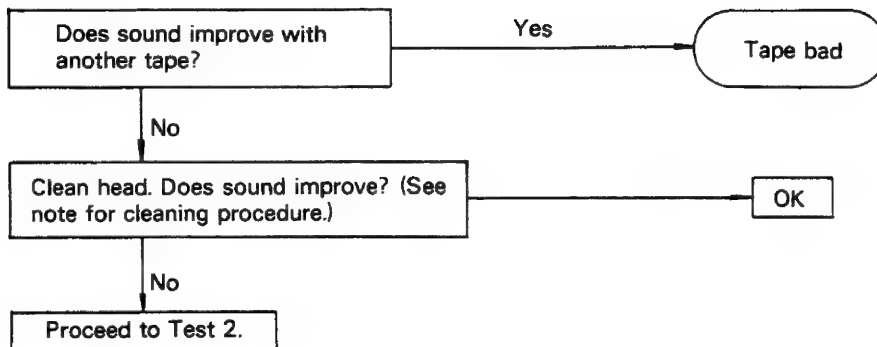 Does sound improve with
another tape?
Yes
Tape bad
No
Clean head. Does sound improve? (See
note for cleaning procedure.)
OK
No
Proceed to Test 2.